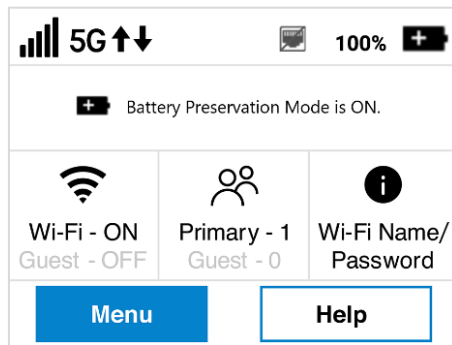 5G 100%
Battery Preservation Mode is ON.
Wi-Fi - ON
Guest - OFF
Primary - 1
Guest - 0
Wi-Fi Name/
Password
Menu
Help